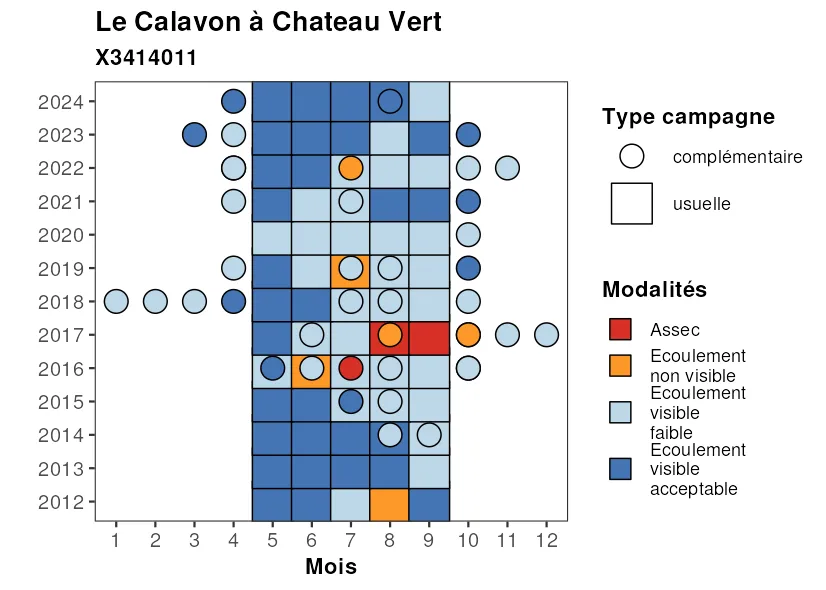 Le Calavon à Chateau Vert
X3414011
2024
2023
2022
2021
2020
2019
2018
2017
2016
2015
2014
2013
2012
1 2 3 4 5 6 7 8 9 10 11 12
Mois
Type campagne
complémentaire
usuelle
Modalités
Assec
Ecoulement
non visible
Ecoulement
visible
faible
Ecoulement
visible
acceptable